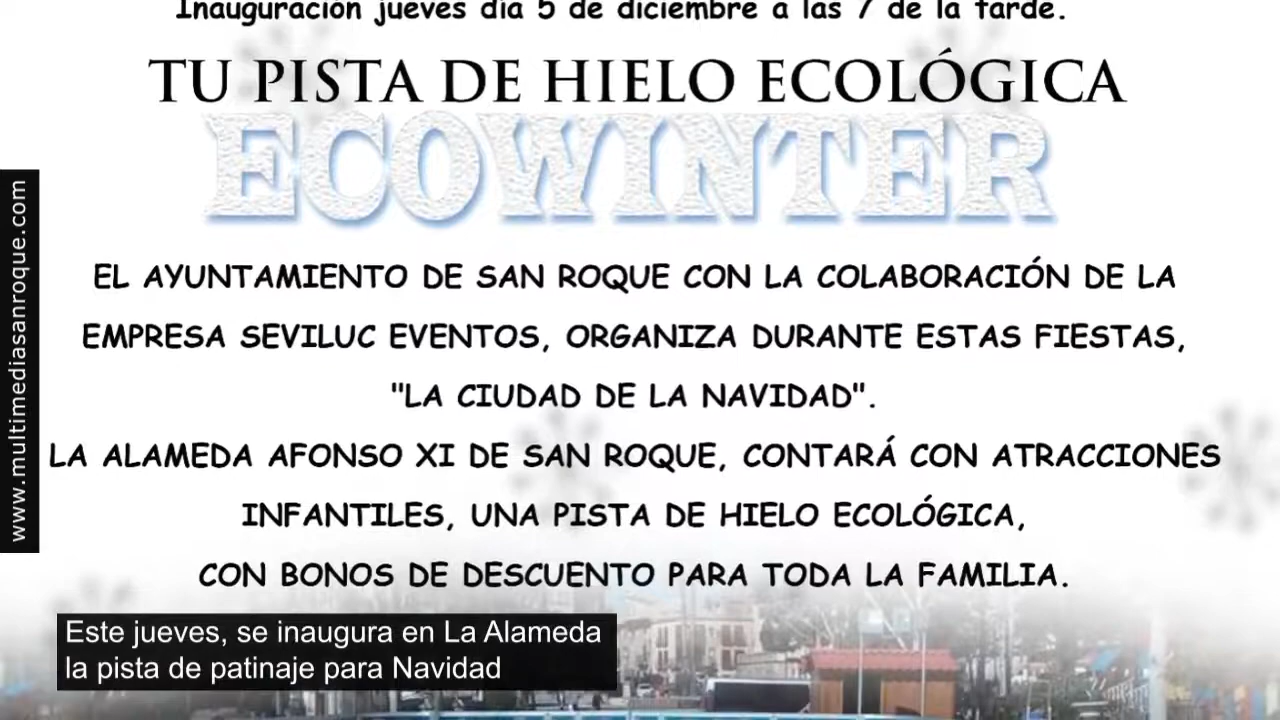 Inauguración jueves día 5 de diciembre a las 7 de la tarde.
TU PISTA DE HIELO ECOLÓGICA
ECOWINTER
EL AYUNTAMIENTO DE SAN ROQUE CON LA COLABORACIÓN DE LA
EMPRESA SEVILUC EVENTOS, ORGANIZA DURANTE ESTAS FIESTAS,
"LA CIUDAD DE LA NAVIDAD".
LA ALAMEDA AFONSO XI DE SAN ROQUE, CONTARÁ CON ATRACCIONES
INFANTILES, UNA PISTA DE HIELO ECOLÓGICA,
CON BONOS DE DESCUENTO PARA TODA LA FAMILIA.
Este jueves, se inaugura en La Alameda
la pista de patinaje para Navidad
www.multimediasanroque.com